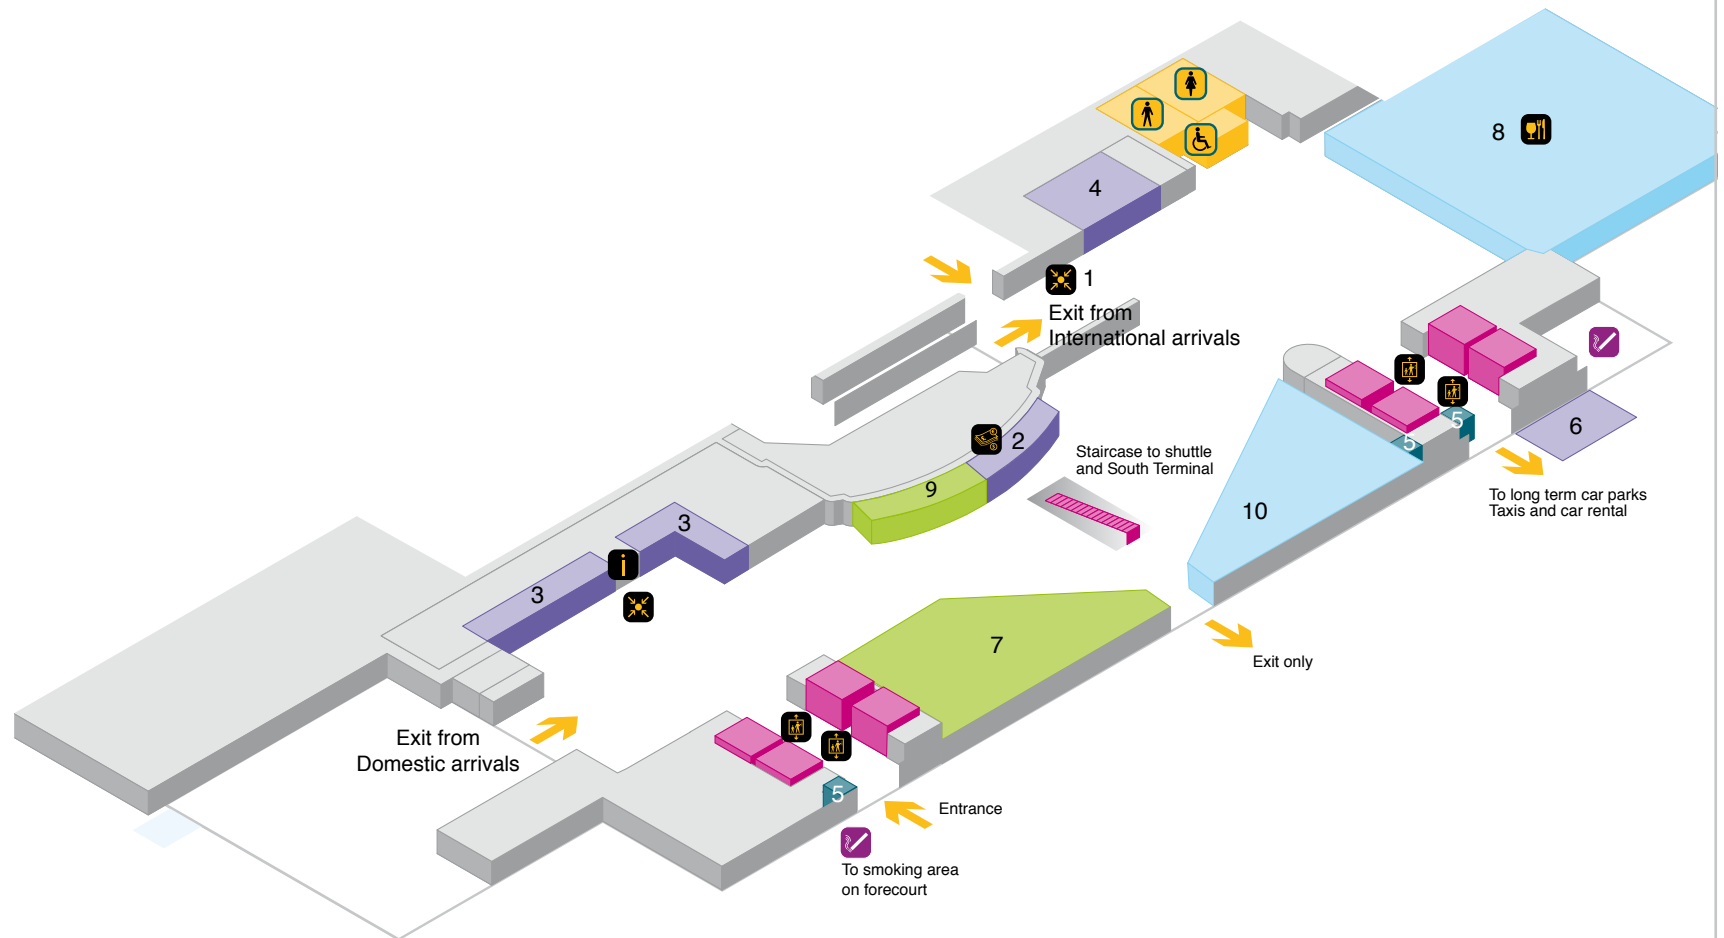 8
4
1
Exit from
International arrivals
2
Staircase to shuttle
and South Terminal
5
5
6
9
To long term car parks
Taxis and car rental
10
3
3
i
7
Exit only
Exit from
Domestic arrivals
5
Entrance
To smoking area
on forecourt